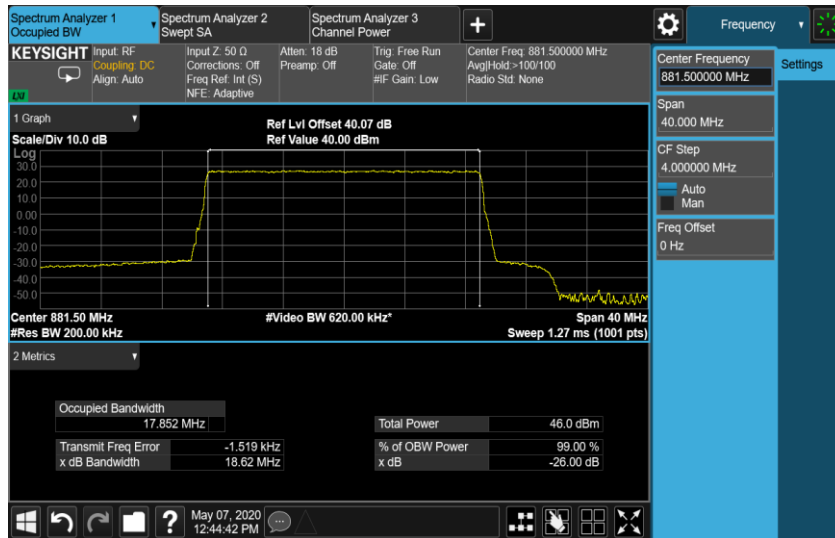 Spectrum Analyzer 1
Occupied BW
Spectrum Analyzer 2
Swept SA
Spectrum Analyzer 3
Channel Power
+
Frequency
KEYSIGHT
Input: RF
Coupling: DC
Align: Auto
LXI
Input Z: 50 Ω
Corrections: Off
Freq Ref: Int (S)
NFE: Adaptive
Atten: 18 dB
Preamp: Off
Trig: Free Run
Gate: Off
#IF Gain: Low
Center Freq: 881.500000 MHz
Avg|Hold:>100/100
Radio Std: None
Center Frequency
881.500000 MHz
Settings
Span
40.000 MHz
CF Step
4.000000 MHz
Auto
Man
Freq Offset
0 Hz
1 Graph
Scale/Div 10.0 dB
Ref Lvl Offset 40.07 dB
Ref Value 40.00 dBm
Log
30.0
20.0
10.0
0.00
-10.0
-20.0
-30.0
-40.0
-50.0
Center 881.50 MHz
#Video BW 620.00 kHz*
Span 40 MHz
#Res BW 200.00 kHz
Sweep 1.27 ms (1001 pts)
2 Metrics
Occupied Bandwidth
17.852 MHz
Total Power
46.0 dBm
Transmit Freq Error
-1.519 kHz
% of OBW Power
99.00 %
x dB Bandwidth
18.62 MHz
x dB
-26.00 dB
?
May 07, 2020
12:44:42 PM